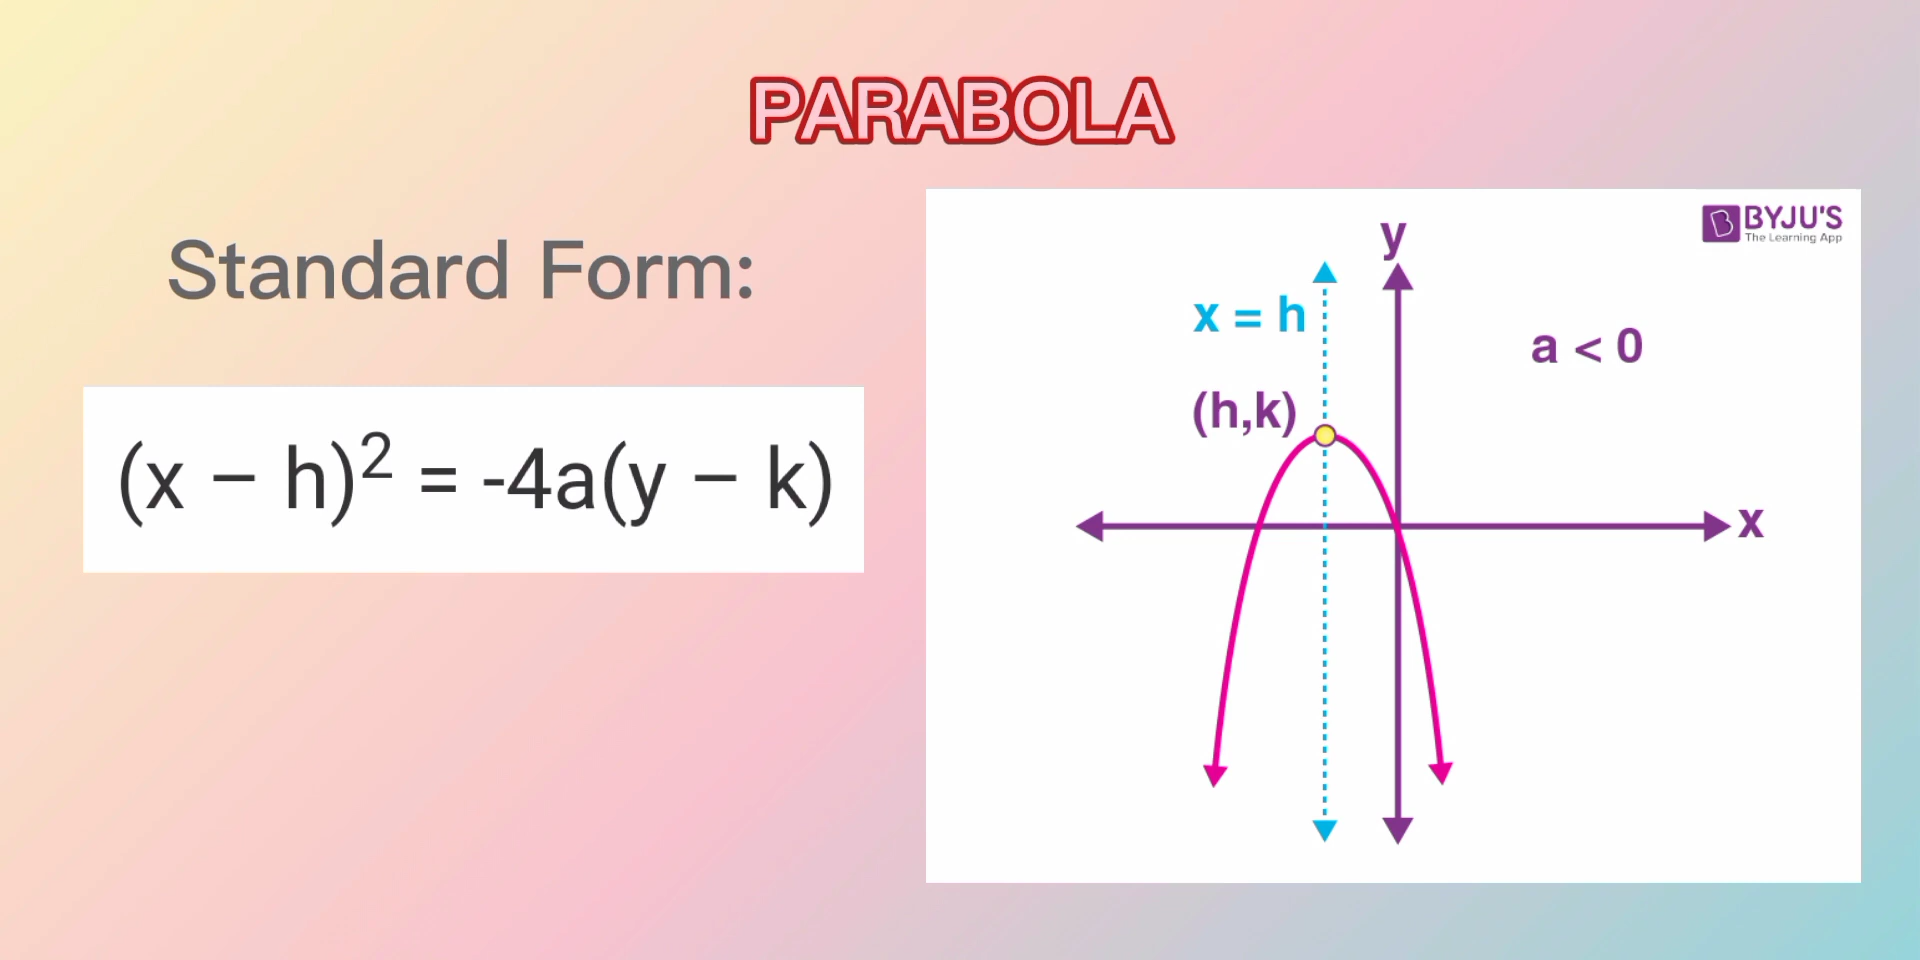 PARABOLA
Standard Form:
(x – h)² = -4a(y – k)
BYJU'S
The Learning App
y
x = h
a < 0
(h,k)
x